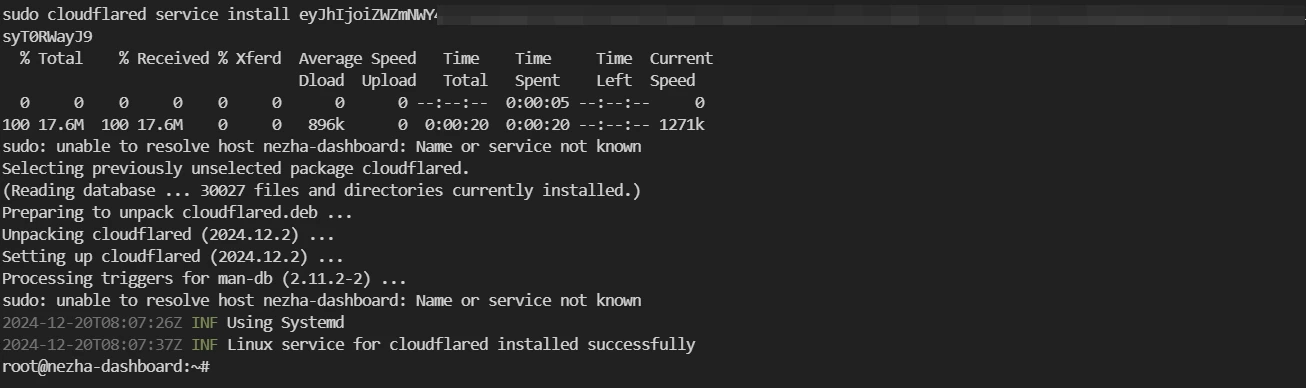 sudo cloudflared service install eyJhIjoiZWZmNWY
syT0RWayJ9
% Total % Received % Xferd Average Speed Time Time Time Current
Dload Upload Total Spent Left Speed
0 0 0 0 0 0 0 0 --:--:-- 0:00:05 --:--:-- 0
100 17.6M 100 17.6M 0 0 896k 0 0:00:20 0:00:20 --:--:-- 1271k
sudo: unable to resolve host nezha-dashboard: Name or service not known
Selecting previously unselected package cloudflared.
(Reading database ... 30027 files and directories currently installed.)
Preparing to unpack cloudflared.deb ...
Unpacking cloudflared (2024.12.2) ...
Setting up cloudflared (2024.12.2) ...
Processing triggers for man-db (2.11.2-2) ...
sudo: unable to resolve host nezha-dashboard: Name or service not known
2024-12-20T08:07:26Z INF Using Systemd
2024-12-20T08:07:37Z INF Linux service for cloudflared installed successfully
root@nezha-dashboard:~#